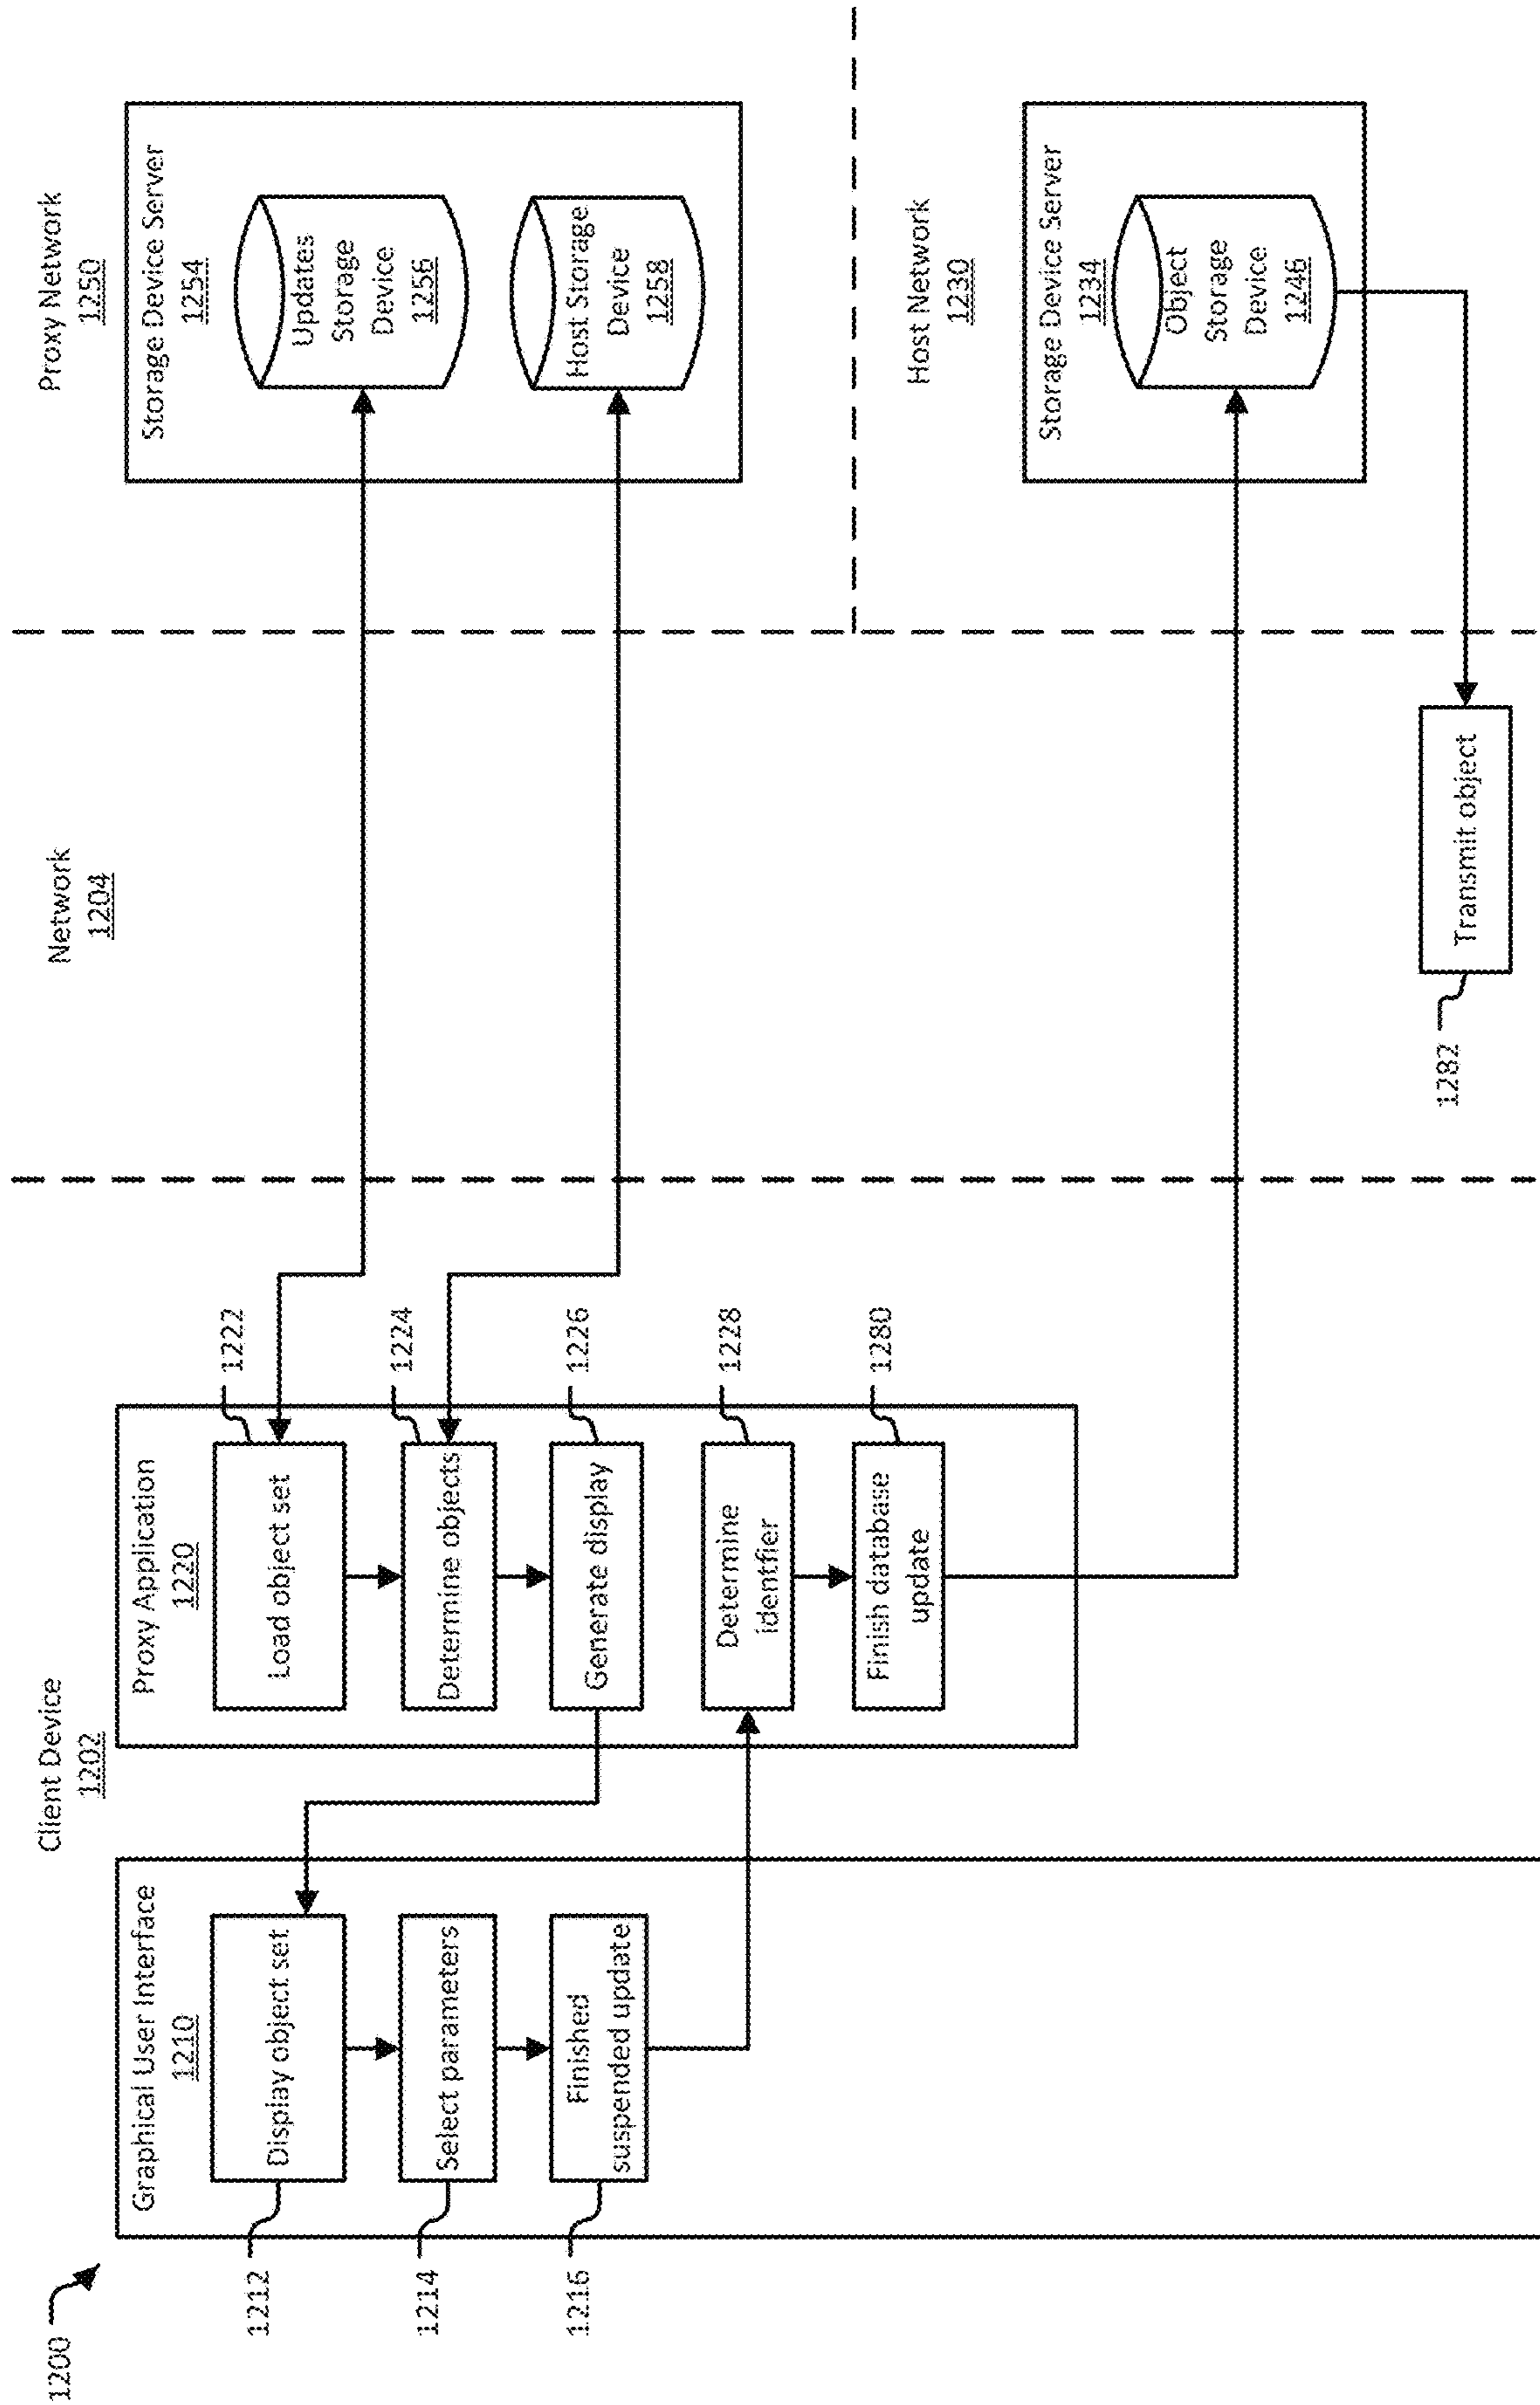 1200
Client Device
1202
Network
1204
Proxy Network
1250
Graphical User Interface
1210
1212
Display object set
1214
Select parameters
1216
Finished
suspended update
Proxy Application
1220
Load object set
1222
Determine objects
1224
Generate display
1226
Determine
identfier
1228
Finish database
update
1280
Storage Device Server
1254
Updates
Storage
Device
1256
Host Storage
Device
1258
Host Network
1230
Storage Device Server
1234
Object
Storage
Device
1246
Transmit object
1282